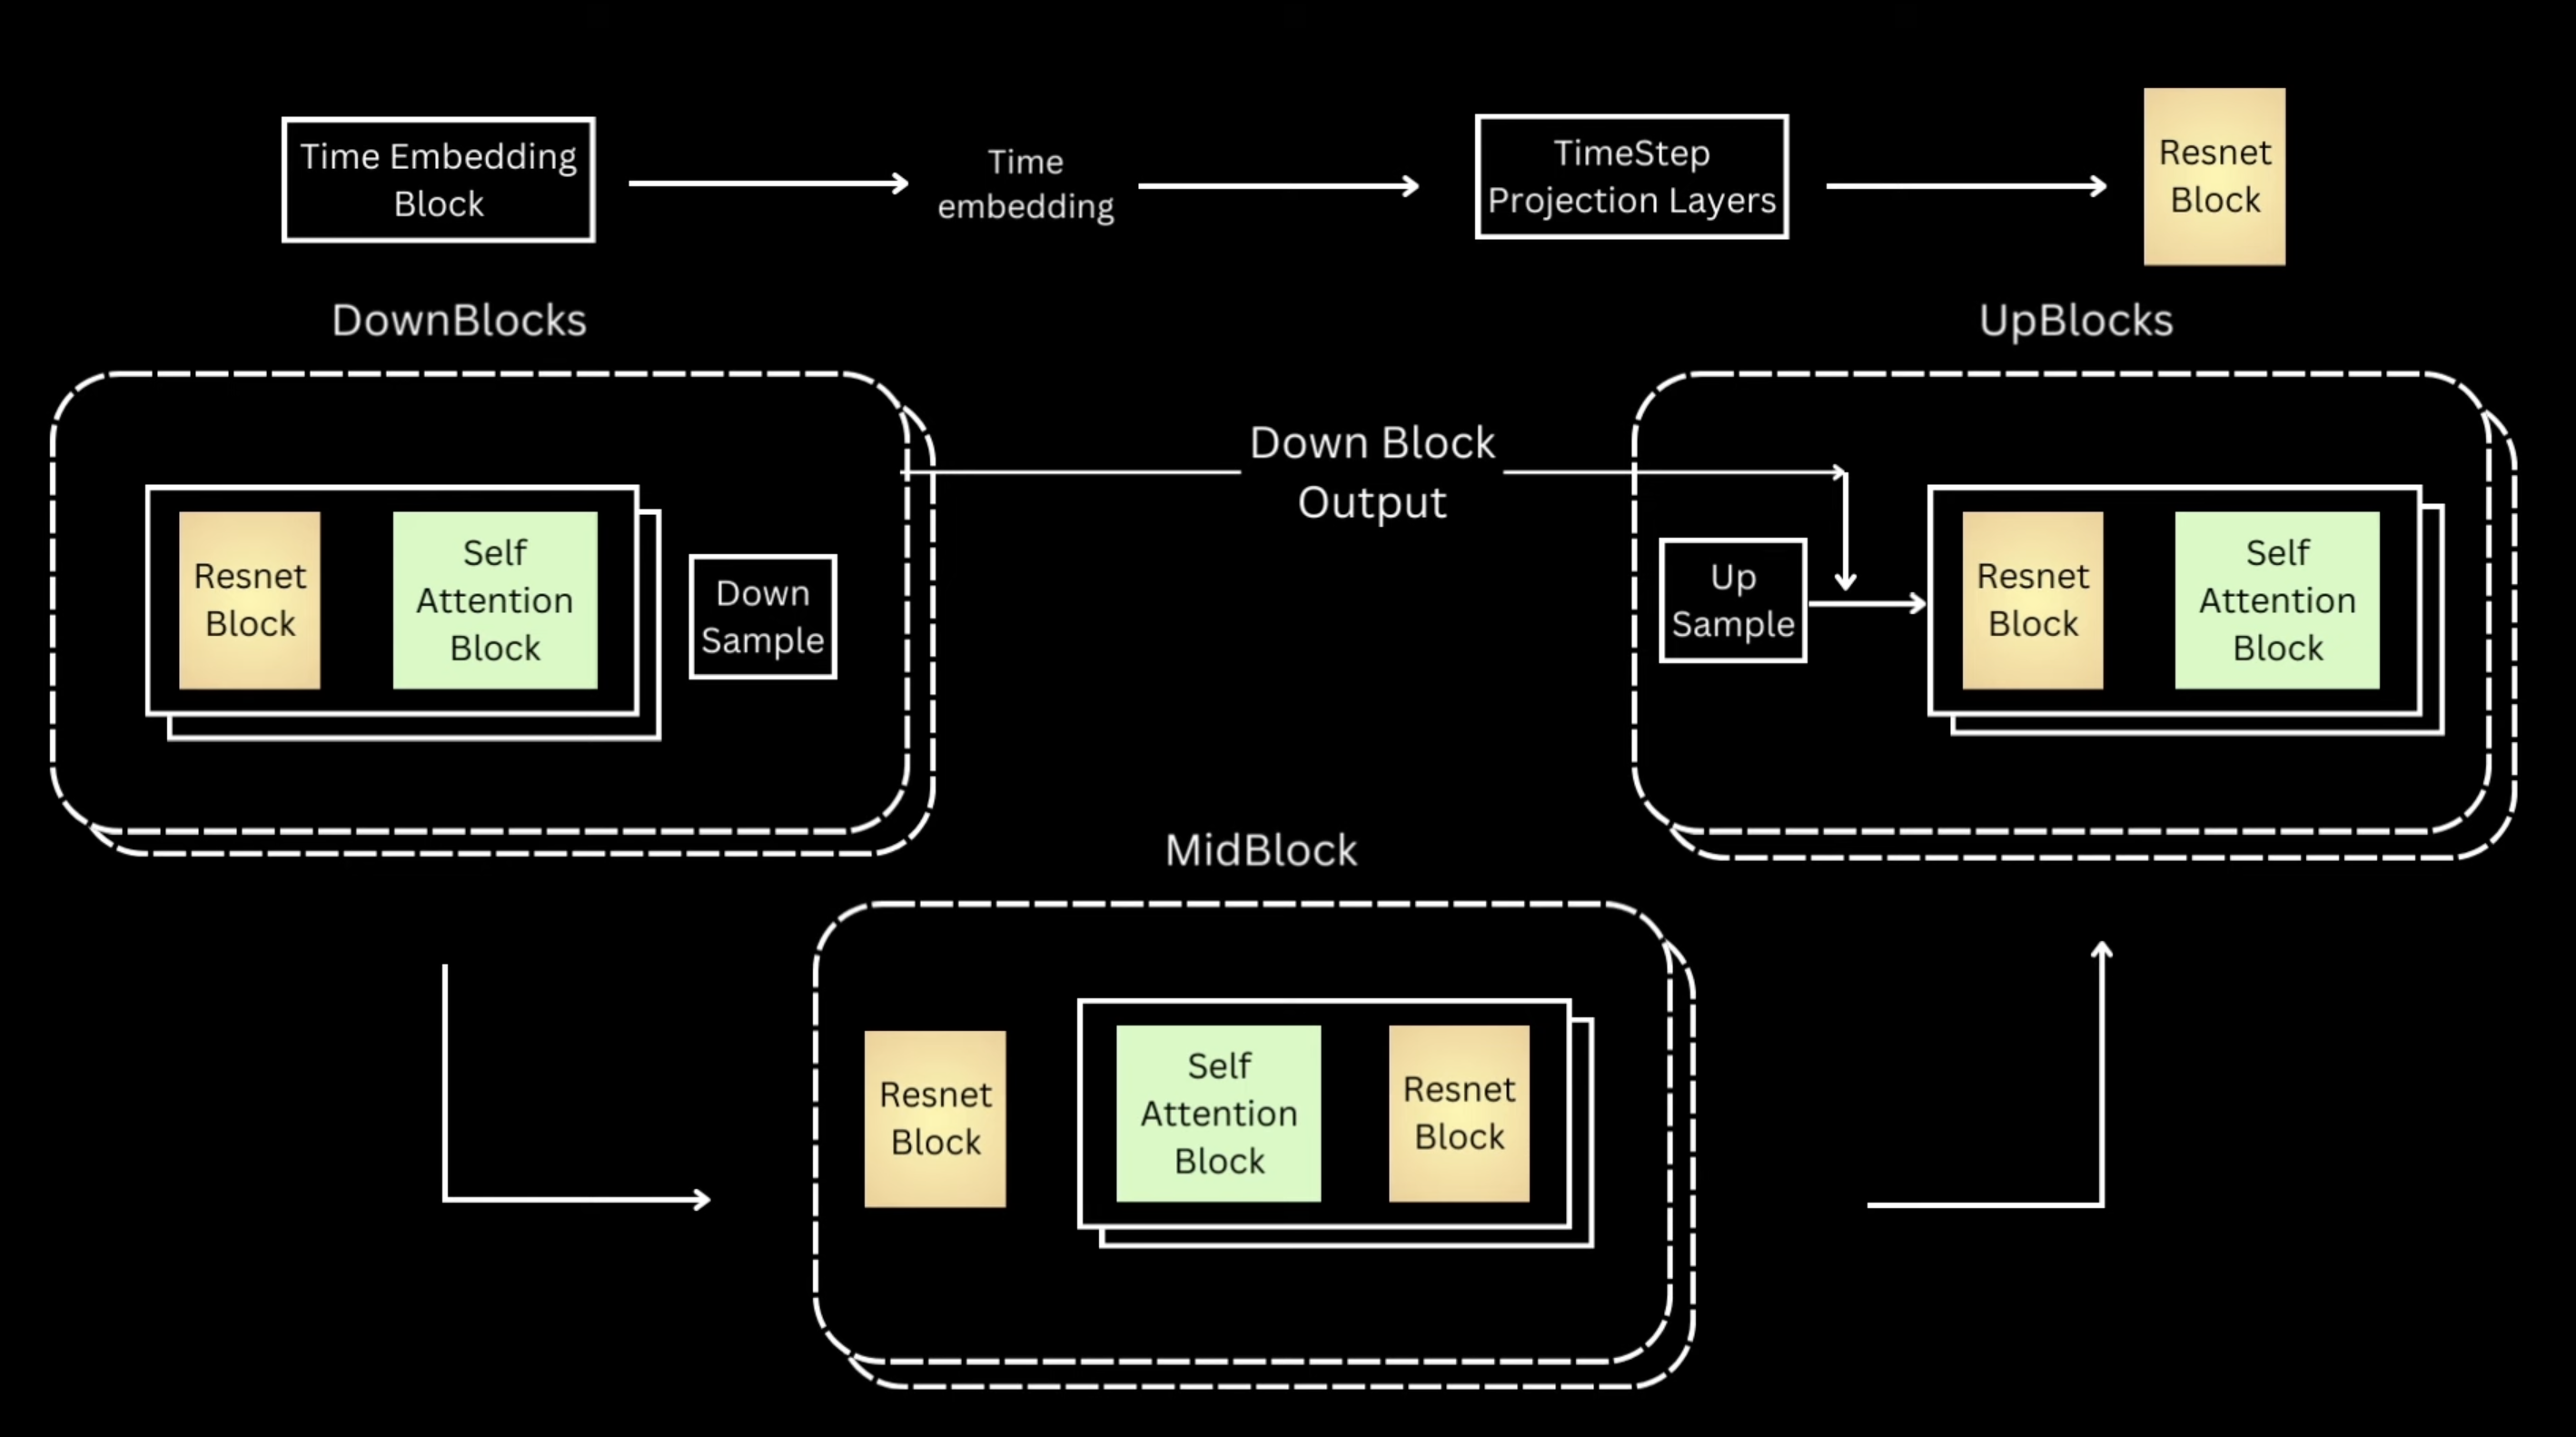 Time Embedding
Block
Time
embedding
TimeStep
Projection Layers
Resnet
Block
DownBlocks
UpBlocks
Resnet
Block
Self
Attention
Block
Down
Sample
Down Block
Output
Up
Sample
Resnet
Block
Self
Attention
Block
MidBlock
Resnet
Block
Self
Attention
Block
Resnet
Block